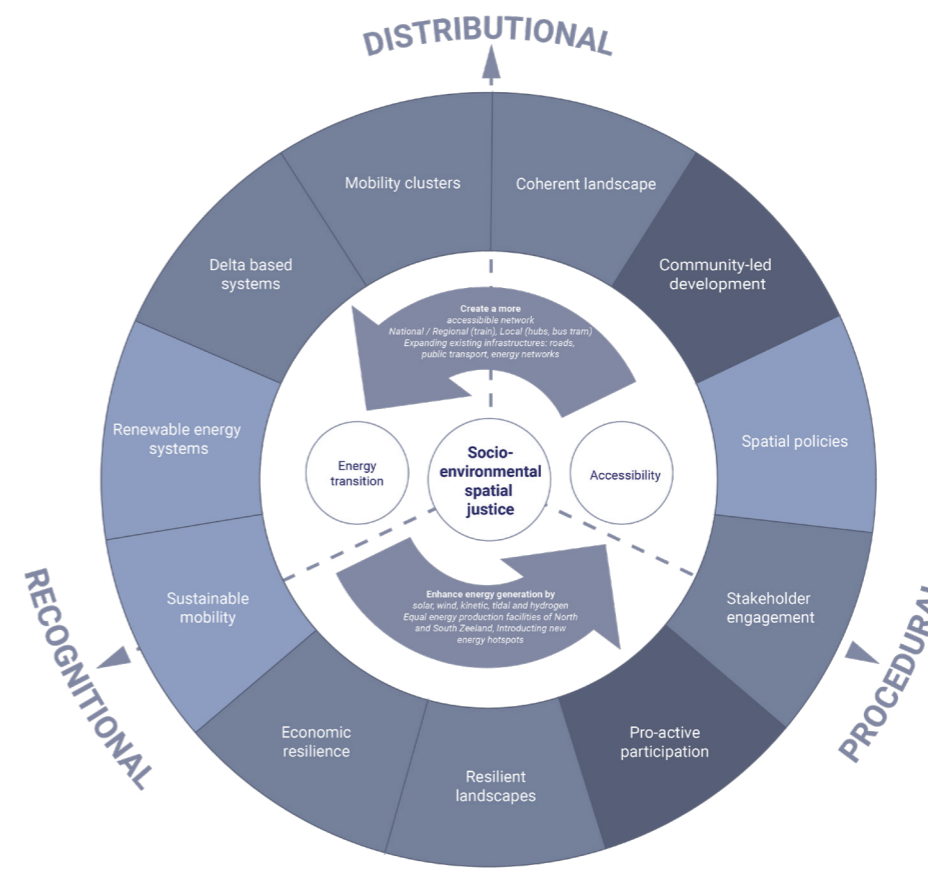 DISTRIBUTIONAL
Mobility clusters
Coherent landscape
Delta based
systems
Community-led
development
Renewable energy
systems
Spatial policies
Create a more
accessibible network
National / Regional (train), Local (hubs, bus tram)
Expanding existing infrastructures: roads,
public transport, energy networks
Energy
transition
Socio-
environmental
spatial
justice
Accessibility
Enhance energy generation by
solar, wind, kinetic, tidal and hydrogen
Equal energy production facilities of North
and South Zeeland, Introducting new
energy hotspots
Sustainable
mobility
Stakeholder
engagement
RECOGNITIONAL
PROCEDURAL
Economic
resilience
Resilient
landscapes
Pro-active
participation